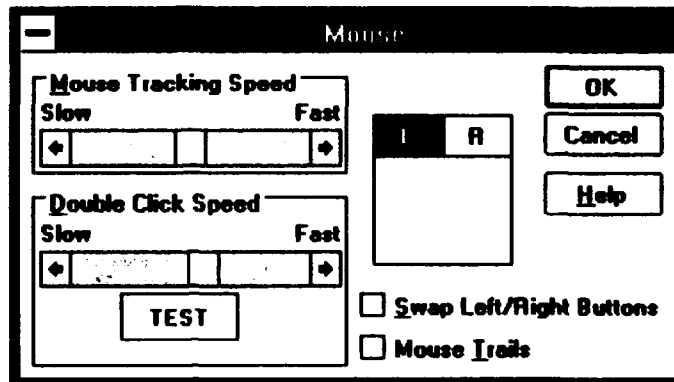 Mouse
Mouse Tracking Speed
Slow Fast
Double Click Speed
Slow Fast
TEST
R
OK
Cancel
Help
Swap Left/Right Buttons
Mouse Trails